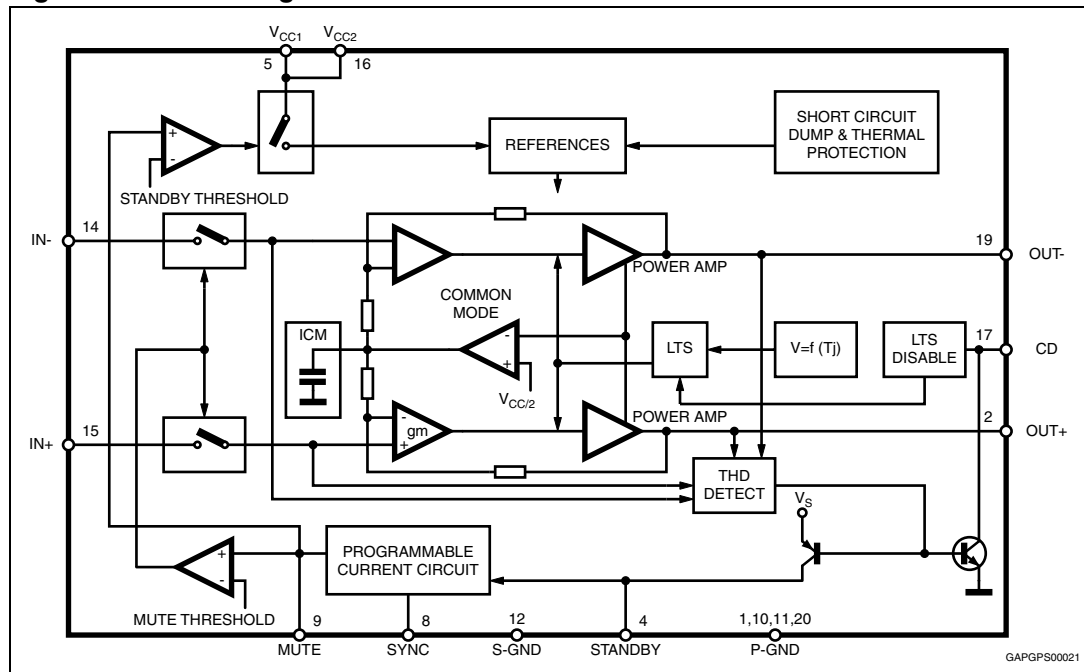 VCC1
VCC2
5
16
SHORT CIRCUIT
DUMP & THERMAL
PROTECTION
REFERENCES
+
-
STANDBY THRESHOLD
IN-
14
19
OUT-
POWER AMP
COMMON
MODE
ICM
-
+
VCC/2
LTS
V=f (Tj)
LTS
DISABLE
17
CD
POWER AMP
IN+
15
-
gm
+
2
OUT+
THD
DETECT
VS
+
-
MUTE THRESHOLD
PROGRAMMABLE
CURRENT CIRCUIT
9
8
12
4
1,10,11,20
MUTE
SYNC
S-GND
STANDBY
P-GND
GAPGPS00021